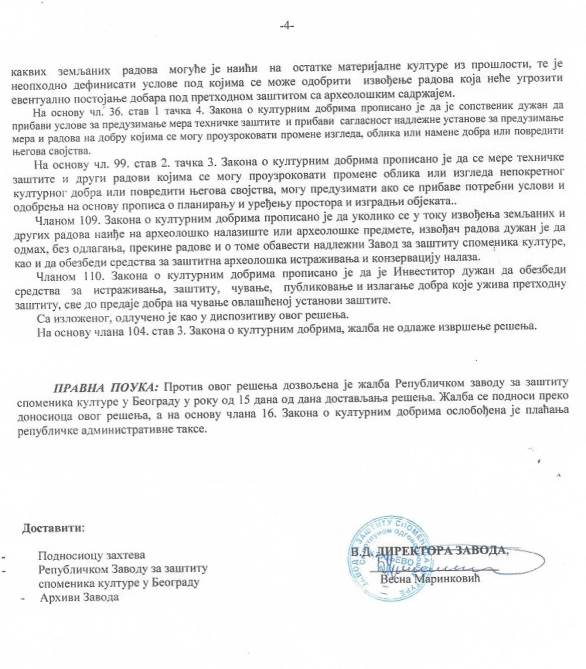 -4-
каквих земљаних радова могуће је наићи на остатке материјалне културе из прошлости, те је
неопходно дефинисати услове под којима се може одобрити извођење радова која неће угрозити
евентуално постојање добара под претходном заштитом са археолошким садржајем.
На основу чл. 36. став 1 тачка 4. Закона о културним добрима прописано је да је сопственик дужан да
прибави услове за предузимање мера техничке заштите и прибави сагласност надлежне установе за предузимање
мера и радова на добру којима се могу проузроковати промене изгледа, облика или намене добра или повредити
његова својства.
На основу чл. 99. став 2. тачка 3. Закона о културним добрима прописано је да се мере техничке
заштите и други радови којима се могу проузроковати промене облика или изгледа непокретног
културног добра или повредити његова својства, могу предузимати ако се прибаве потребни услови и
одобрења на основу прописа о планирању и уређењу простора и изградњи објеката..
Чланом 109. Закона о културним добрима прописано је да уколико се у току извођења земљаних и
других радова наиђе на археолошко налазиште или археолошке предмете, извођач радова дужан је да
одмах, без одлагања, прекине радове и о томе обавести надлежни Завод за заштиту споменика културе,
као и да обезбеди средства за заштитна археолошка истраживања и конзервацију налаза.
Чланом 110. Закона о културним добрима прописано је да је Инвеститор дужан да обезбеди
средства за истраживања, заштиту, чување, публиковање и излагање добра које ужива претходну
заштиту, све до предаје добра на чување овлашћеној установи заштите.
Са изложеног, одлучено је као у диспозитиву овог решења.
На основу члана 104. став 3. Закона о културним добрима, жалба не одлаже извршење решења.
ПРАВНА ПОУКА: Против овог решења дозвољена је жалба Републичком заводу за заштиту
споменика културе у Београду у року од 15 дана од дана достављања решења. Жалба се подноси преко
доносиоца овог решења, а на основу члана 16. Закона о културним добрима ослобођена је плаћања
републичке административне таксе.
Доставити:
- Подносиоцу захтева
- Републичком Заводу за заштиту
споменика културе у Београду
- Архиви Завода
В.Д. ДИРЕКТОРА ЗАВОДА,
Весна Маринковић